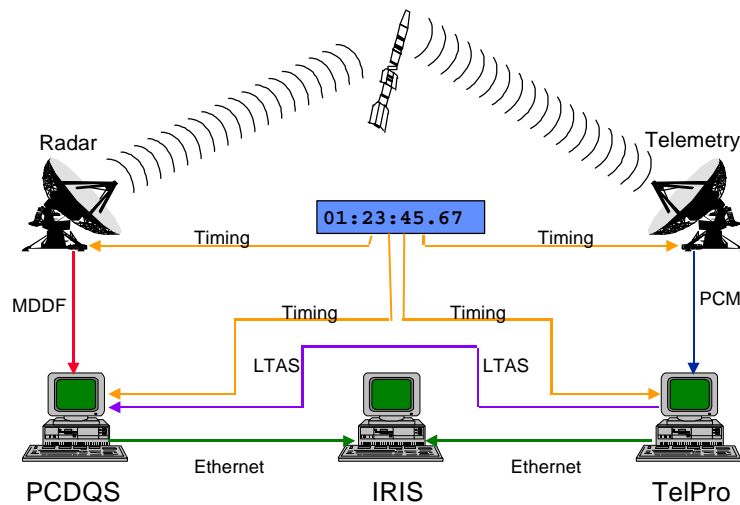 Radar
Telemetry
01:23:45.67
Timing
Timing
MDDF
PCM
Timing
Timing
LTAS
LTAS
Ethernet
Ethernet
PCDQS
IRIS
TelPro